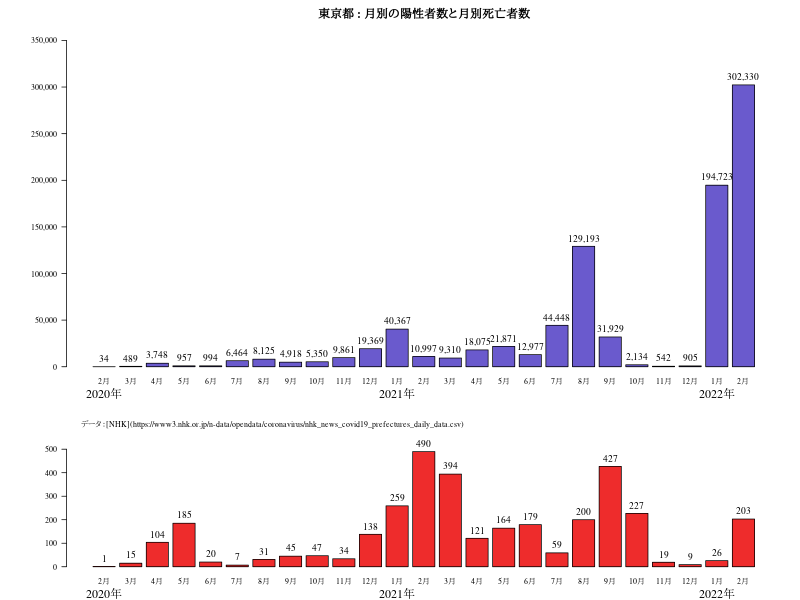 東京都 : 月別の陽性者数と月別死亡者数
350,000
300,000
250,000
200,000
150,000
100,000
50,000
0
34 489 3,748 957 994 6,464 8,125 4,918 5,350 9,861 19,369 40,367 10,997 9,310 18,075 21,871 12,977 44,448 129,193 31,929 2,134 542 905 194,723 302,330
2月 3月 4月 5月 6月 7月 8月 9月 10月 11月 12月 1月 2月 3月 4月 5月 6月 7月 8月 9月 10月 11月 12月 1月 2月
2020年 2021年 2022年
データ : [NHK](https://www3.nhk.or.jp/n-data/opendata/coronavirus/nhk_news_covid19_prefectures_daily_data.csv)
500
400
300
200
100
0
1 15 104 185 20 7 31 45 47 34 138 259 490 394 121 164 179 59 200 427 227 19 9 26 203
2月 3月 4月 5月 6月 7月 8月 9月 10月 11月 12月 1月 2月 3月 4月 5月 6月 7月 8月 9月 10月 11月 12月 1月 2月
2020年 2021年 2022年